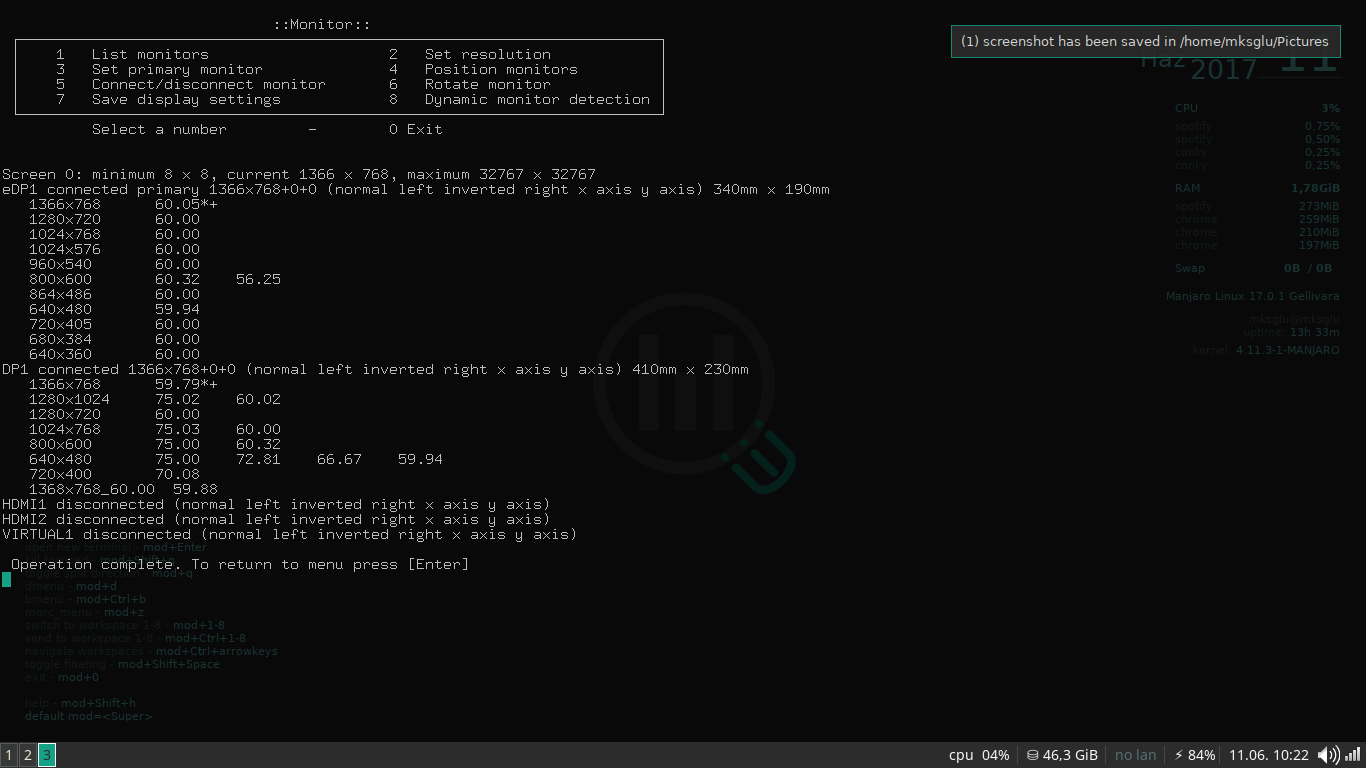 ::Monitor::
1 List monitors 2 Set resolution
3 Set primary monitor 4 Position monitors
5 Connect/disconnect monitor 6 Rotate monitor
7 Save display settings 8 Dynamic monitor detection
Select a number - 0 Exit
(1) screenshot has been saved in /home/mksglu/Pictures
Haz 2017 11
CPU 3%
spotify 0,75%
spotify 0,50%
conky 0,25%
conky 0,25%
RAM 1,78GiB
spotify 273MiB
chrome 259MiB
chrome 210MiB
chrome 197MiB
Swap 0B / 0B
Manjaro Linux 17.0.1 Gellivara
mksglu@mksglu
uptime: 13h 33m
kernel: 4.11.3-1-MANJARO
Screen 0: minimum 8 x 8, current 1366 x 768, maximum 32767 x 32767
eDP1 connected primary 1366x768+0+0 (normal left inverted right x axis y axis) 340mm x 190mm
1366x768 60.05*+
1280x720 60.00
1024x768 60.00
1024x576 60.00
960x540 60.00
800x600 60.32 56.25
864x486 60.00
640x480 59.94
720x405 60.00
680x384 60.00
640x360 60.00
DP1 connected 1366x768+0+0 (normal left inverted right x axis y axis) 410mm x 230mm
1366x768 59.79*+
1280x1024 75.02 60.02
1280x720 60.00
1024x768 75.03 60.00
800x600 75.00 60.32
640x480 75.00 72.81 66.67 59.94
720x400 70.08
1368x768_60.00 59.88
HDMI1 disconnected (normal left inverted right x axis y axis)
HDMI2 disconnected (normal left inverted right x axis y axis)
VIRTUAL1 disconnected (normal left inverted right x axis y axis)
open new terminal - mod+Enter
Operation complete. To return to menu press [Enter]
mod+q
dmenu - mod+d
bmenu - mod+Ctrl+b
morc_menu - mod+z
switch to workspace 1-8 - mod+1-8
send to workspace 1-8 - mod+Ctrl+1-8
navigate workspaces - mod+Ctrl+arrowkeys
toggle floating - mod+Shift+Space
exit - mod+0
help - mod+Shift+h
default mod=<Super>
1 2 3
cpu 04% 46,3 GiB no lan ⚡ 84% 11.06. 10:22